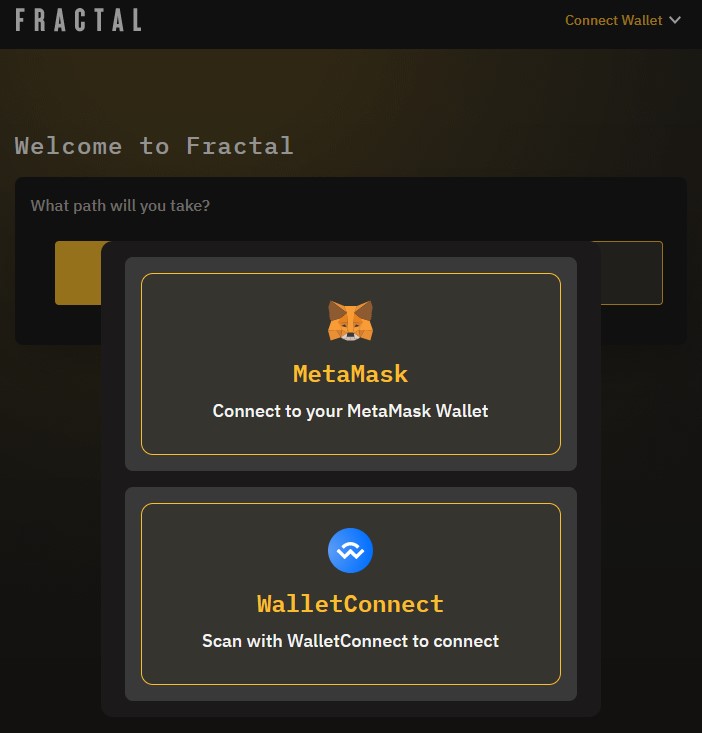 FRACTAL
Connect Wallet
Welcome to Fractal
What path will you take?
MetaMask
Connect to your MetaMask Wallet
WalletConnect
Scan with WalletConnect to connect